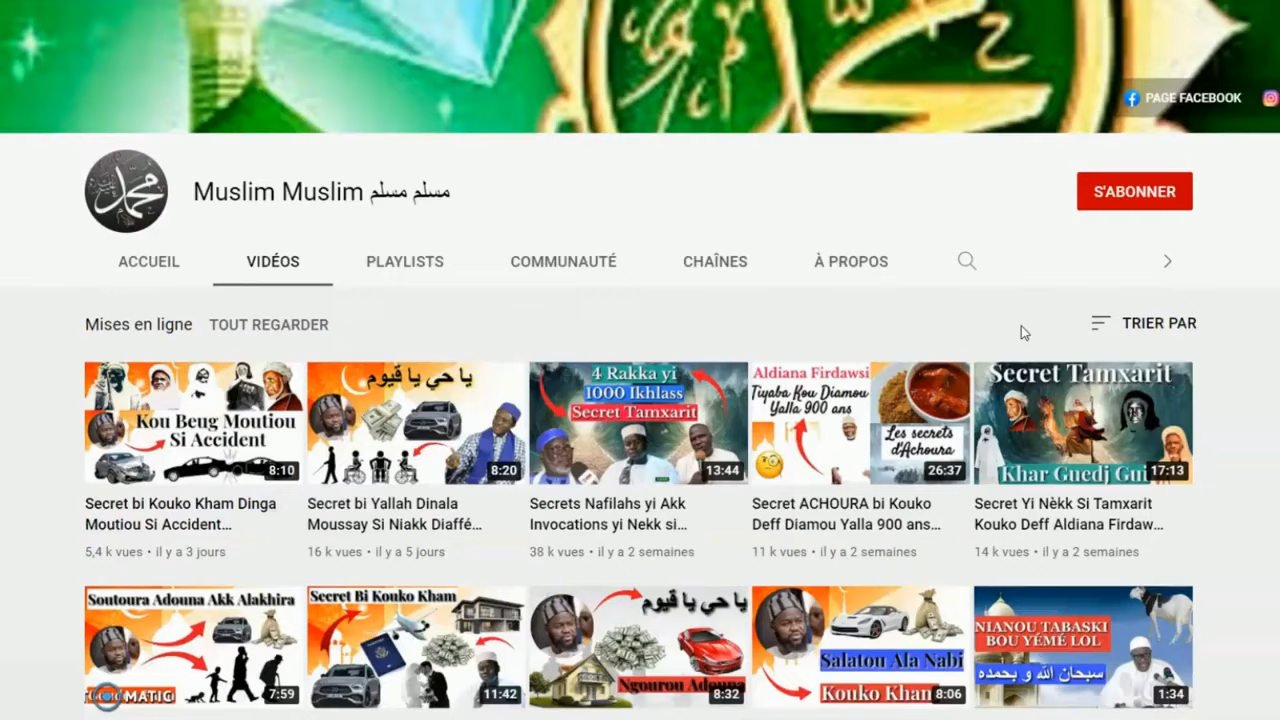 محمد
PAGE FACEBOOK
محمد
Muslim Muslim مسلم مسلم
S'ABONNER
ACCUEIL
VIDÉOS
PLAYLISTS
COMMUNAUTÉ
CHAÎNES
À PROPOS
Mises en ligne
TOUT REGARDER
TRIER PAR
Kou Beug Moutiou
Si Accident
8:10
يا حي يا قيوم
8:20
4 Rakka yi
1000 Ikhlass
Secret Tamxarit
13:44
Aldiana Firdawsi
Tiyaba Kou Diamou
Yalla 900 ans
Les secrets
d'Achoura
26:37
Secret Tamxarit
Khar Guedj Gui
17:13
Secret bi Kouko Kham Dinga
Moutiou Si Accident…
5,4 k vues • il y a 3 jours
Secret bi Yallah Dinala
Moussay Si Niakk Diaffé…
16 k vues • il y a 5 jours
Secrets Nafilahs yi Akk
Invocations yi Nekk si…
38 k vues • il y a 2 semaines
Secret ACHOURA bi Kouko
Deff Diamou Yalla 900 ans…
11 k vues • il y a 2 semaines
Secret Yi Nèkk Si Tamxarit
Kouko Deff Aldiana Firdaw…
14 k vues • il y a 2 semaines
Soutoura Adouna Akk Alakhira
MATIC
7:59
Secret Bi Kouko Kham
11:42
يا حي يا قيوم
Ngourou Adouna
8:32
Salatou Ala Nabi
Kouko Kham
8:06
NIANOU TABASKI
BOU YÉMÉ LOL
سبحان الله و بحمده
1:34